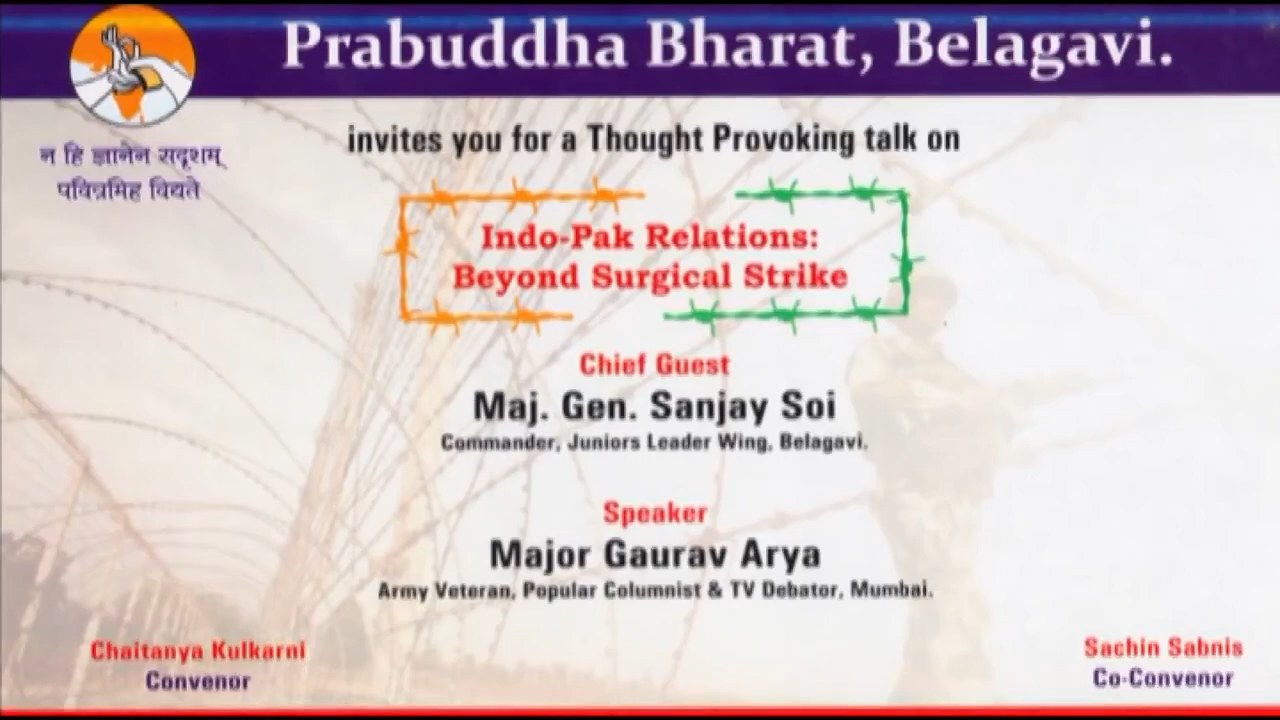 Prabuddha Bharat, Belagavi.
न हि ज्ञानेन सदृशम्
पवित्रमिह विद्यते
invites you for a Thought Provoking talk on
Indo-Pak Relations:
Beyond Surgical Strike
Chief Guest
Maj. Gen. Sanjay Soi
Commander, Juniors Leader Wing, Belagavi.
Speaker
Major Gaurav Arya
Army Veteran, Popular Columnist & TV Debator, Mumbai.
Chaitanya Kulkarni
Convenor
Sachin Sabnis
Co-Convenor